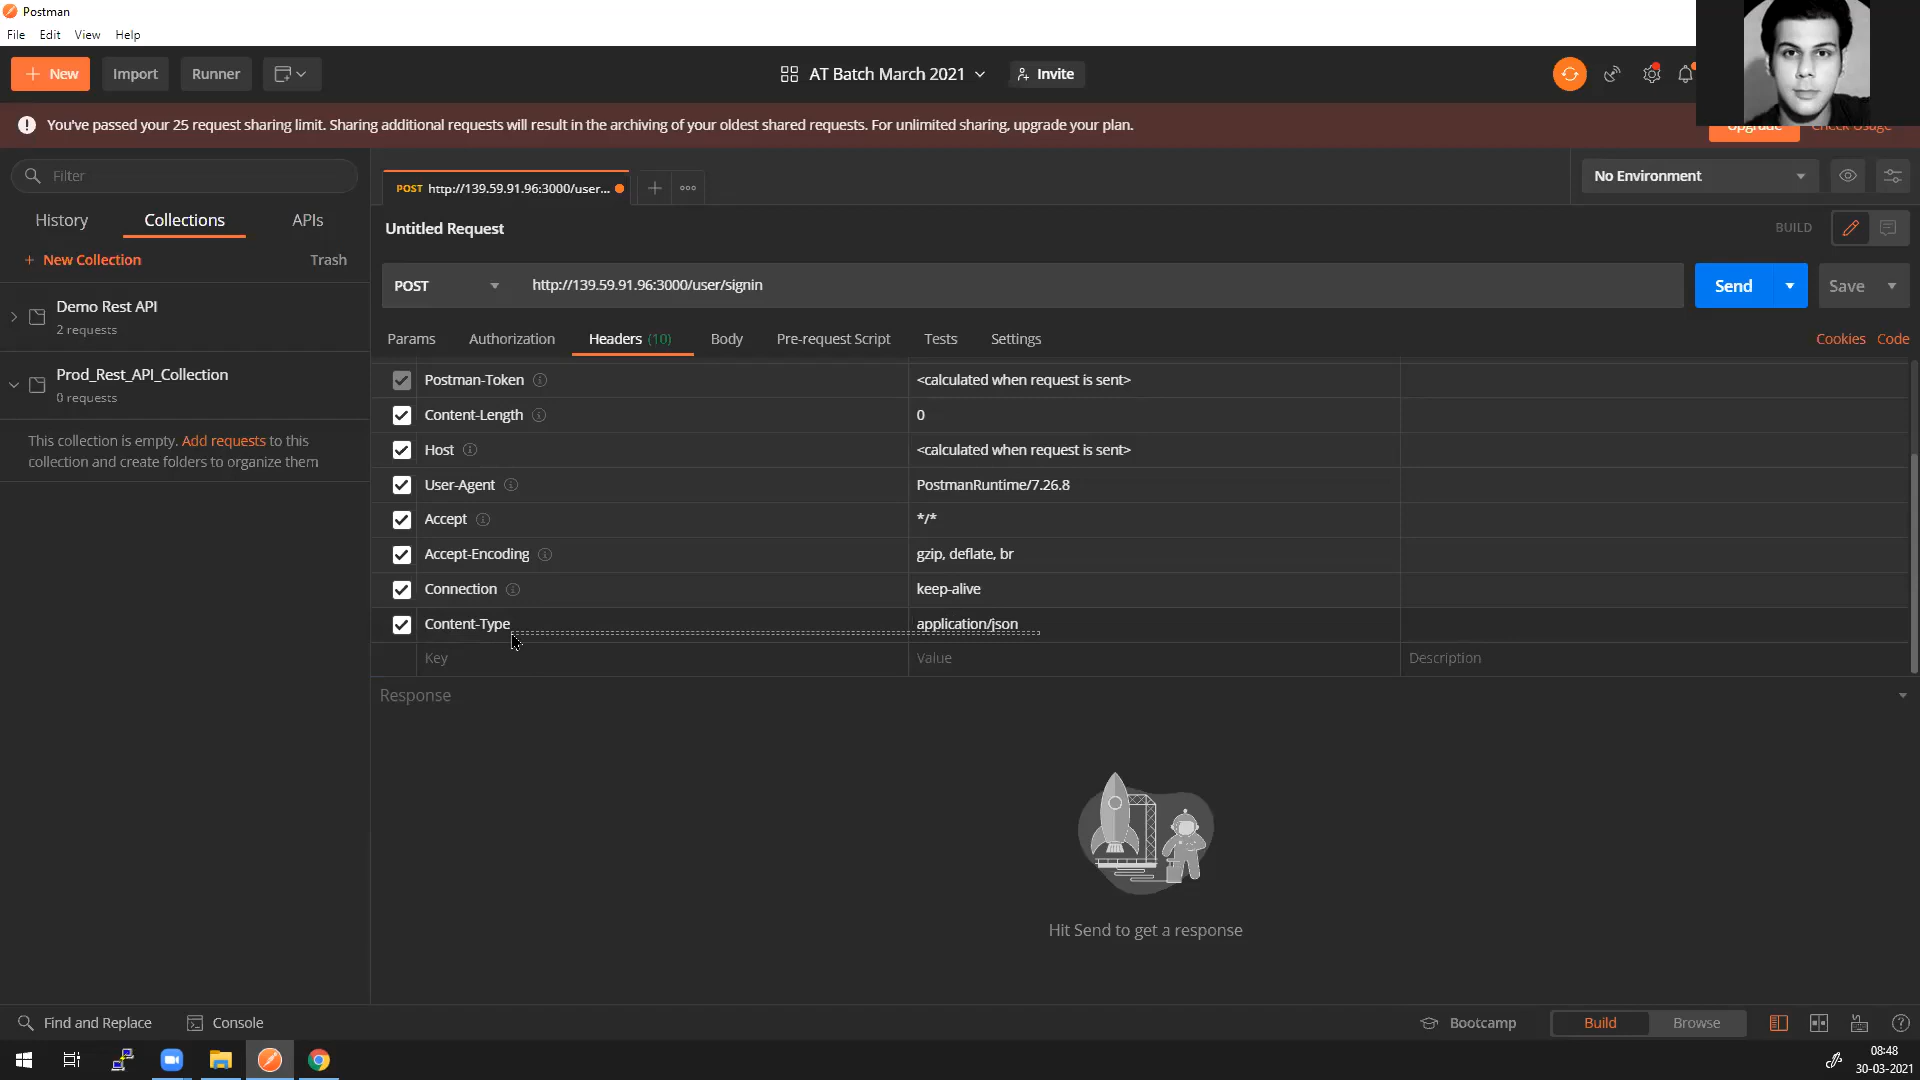 Postman
File Edit View Help
New Import Runner AT Batch March 2021 Invite
You've passed your 25 request sharing limit. Sharing additional requests will result in the archiving of your oldest shared requests. For unlimited sharing, upgrade your plan. Upgrade Check Usage
Filter
POST http://139.59.91.96:3000/user... No Environment
History Collections APIs
Untitled Request BUILD
+ New Collection Trash
POST http://139.59.91.96:3000/user/signin Send Save
Demo Rest API
2 requests
Params Authorization Headers (10) Body Pre-request Script Tests Settings Cookies Code
Prod_Rest_API_Collection
0 requests
This collection is empty. Add requests to this
collection and create folders to organize them
Postman-Token <calculated when request is sent>
Content-Length 0
Host <calculated when request is sent>
User-Agent PostmanRuntime/7.26.8
Accept */*
Accept-Encoding gzip, deflate, br
Connection keep-alive
Content-Type application/json
Key Value Description
Response
Hit Send to get a response
Find and Replace Console Bootcamp Build Browse
08:48
30-03-2021